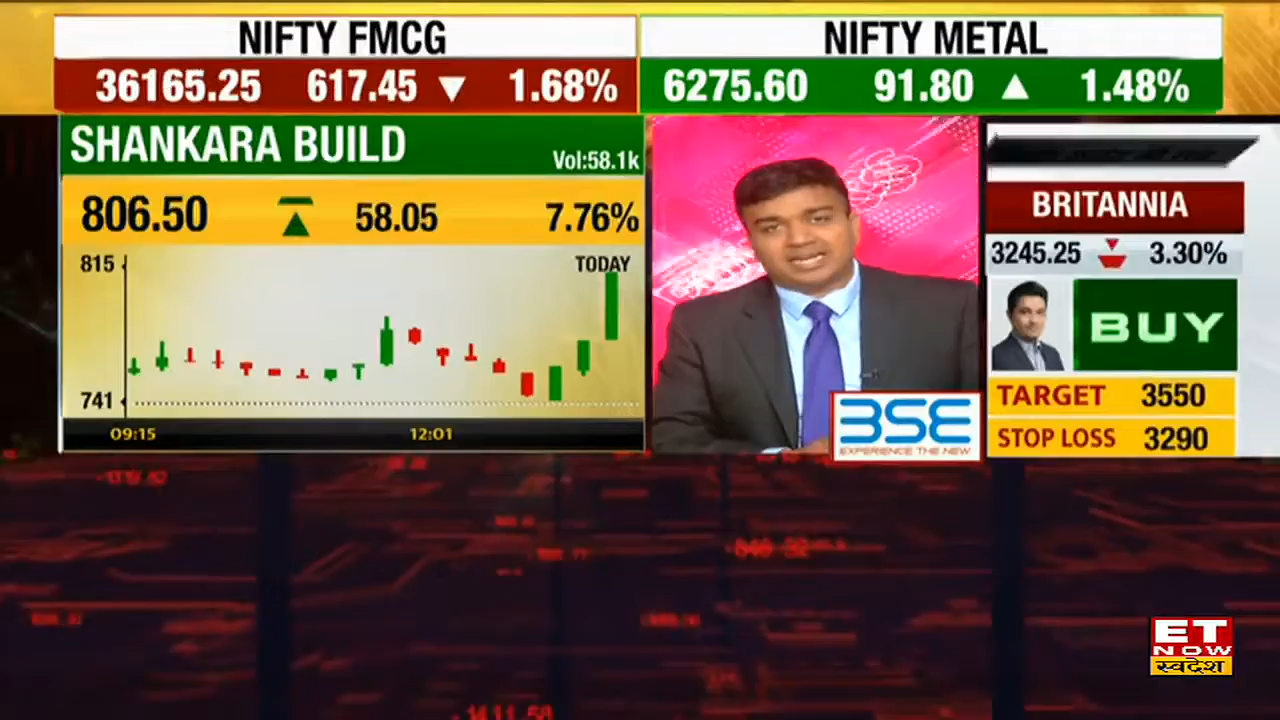 NIFTY FMCG
36165.25 617.45 ▼ 1.68%
NIFTY METAL
6275.60 91.80 ▲ 1.48%
SHANKARA BUILD
Vol:58.1k
806.50 ▲ 58.05 7.76%
815
TODAY
741
09:15 12:01
BSE
EXPERIENCE THE NEW
BRITANNIA
3245.25 ▼ 3.30%
BUY
TARGET 3550
STOP LOSS 3290
ET
NOW
स्वदेश